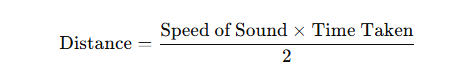 Distance = Speed of Sound × Time Taken / 2